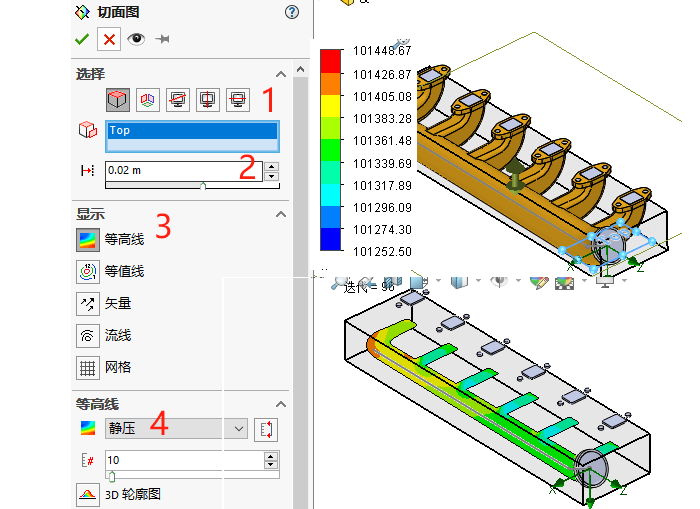 切面图
选择
1
Top
0.02 m
2
显示
3
等高线
等值线
矢量
流线
网格
等高线
静压
4
10
3D 轮廓图
101448.67
101426.87
101405.08
101383.28
101361.48
101339.69
101317.89
101296.09
101274.30
101252.50
X
Z
迭代 = 96
X
Z